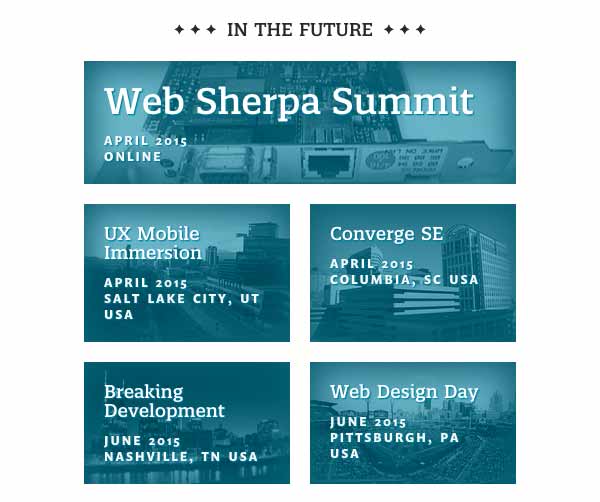 IN THE FUTURE
Web Sherpa Summit
APRIL 2015
ONLINE
UX Mobile
Immersion
APRIL 2015
SALT LAKE CITY, UT
USA
Converge SE
APRIL 2015
COLUMBIA, SC USA
Breaking
Development
JUNE 2015
NASHVILLE, TN USA
Web Design Day
JUNE 2015
PITTSBURGH, PA
USA